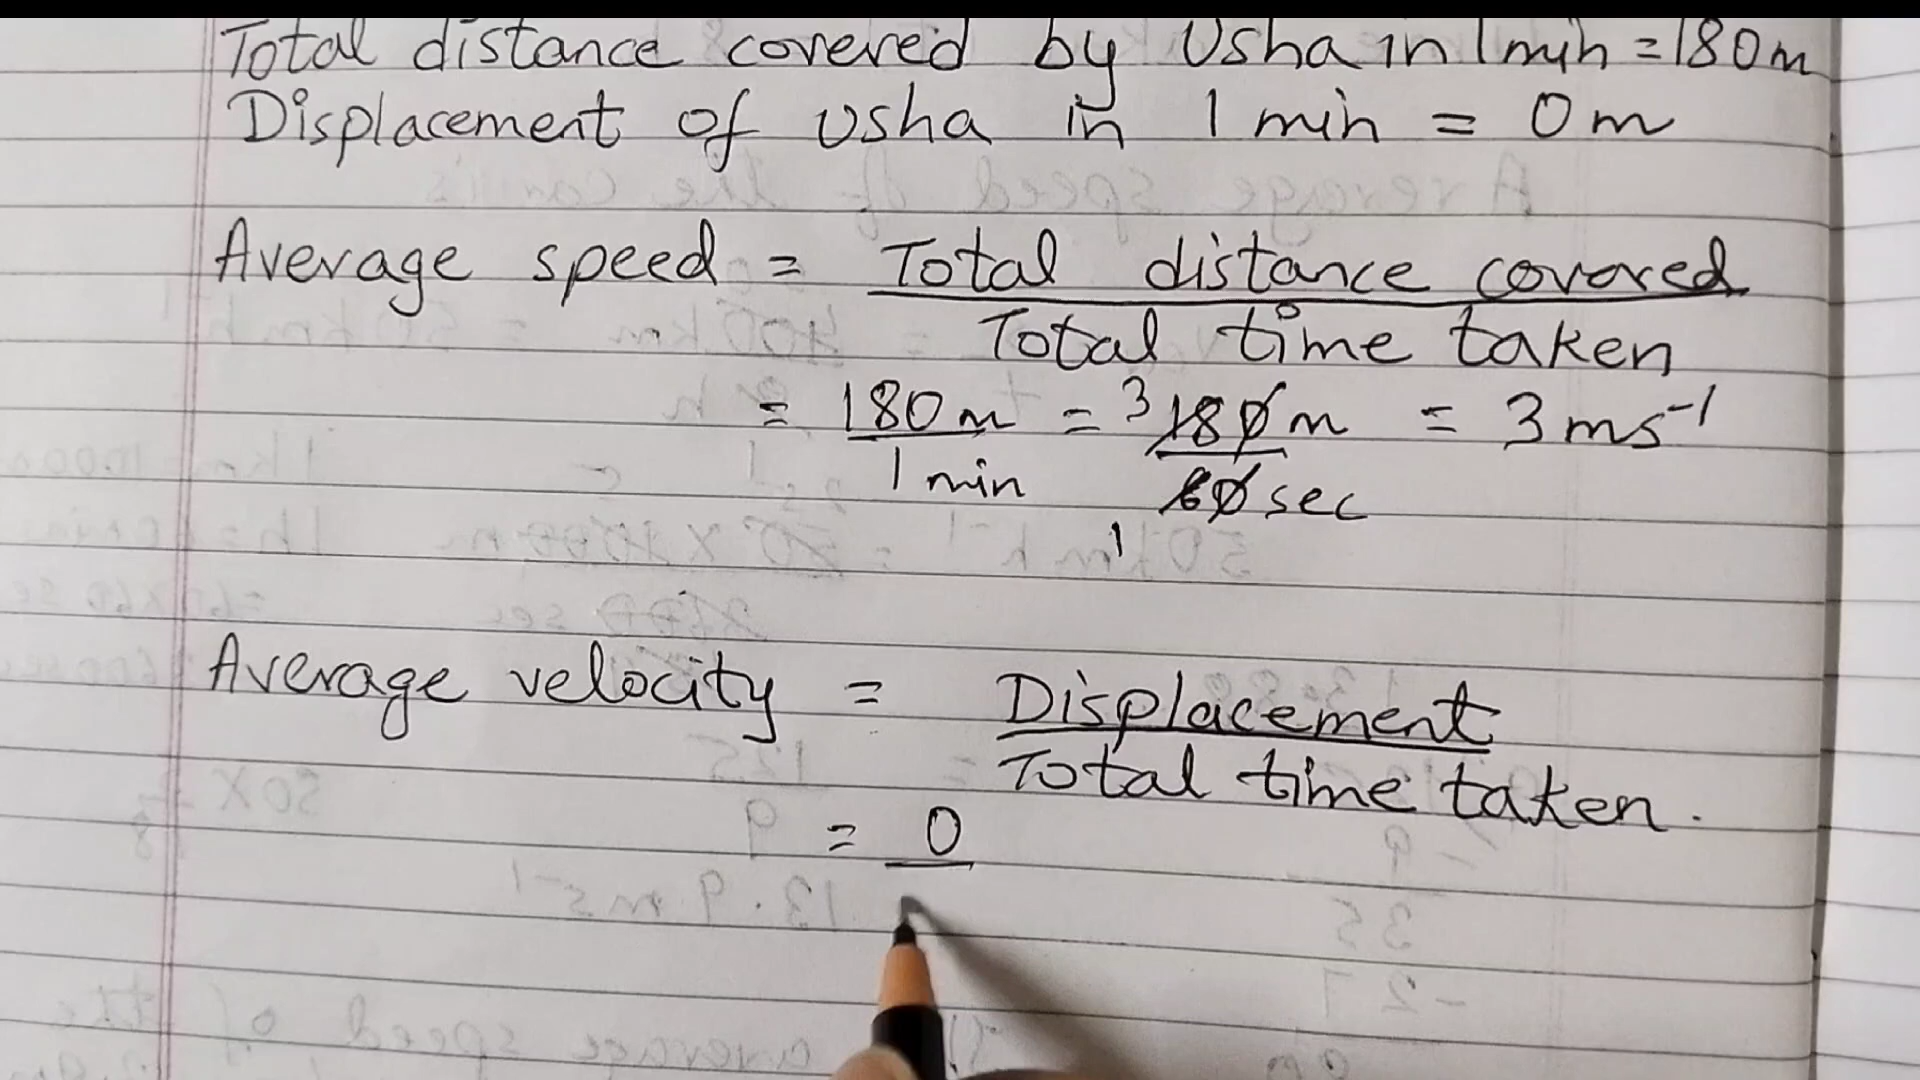 Total distance covered by Usha in 1 min = 180 m
Displacement of Usha in 1 min = 0 m
Average speed = Total distance covered
Total time taken
= 180 m = 3 180 m = 3 ms⁻¹
1 min 60 sec
1
Average velocity = Displacement
Total time taken.
= 0